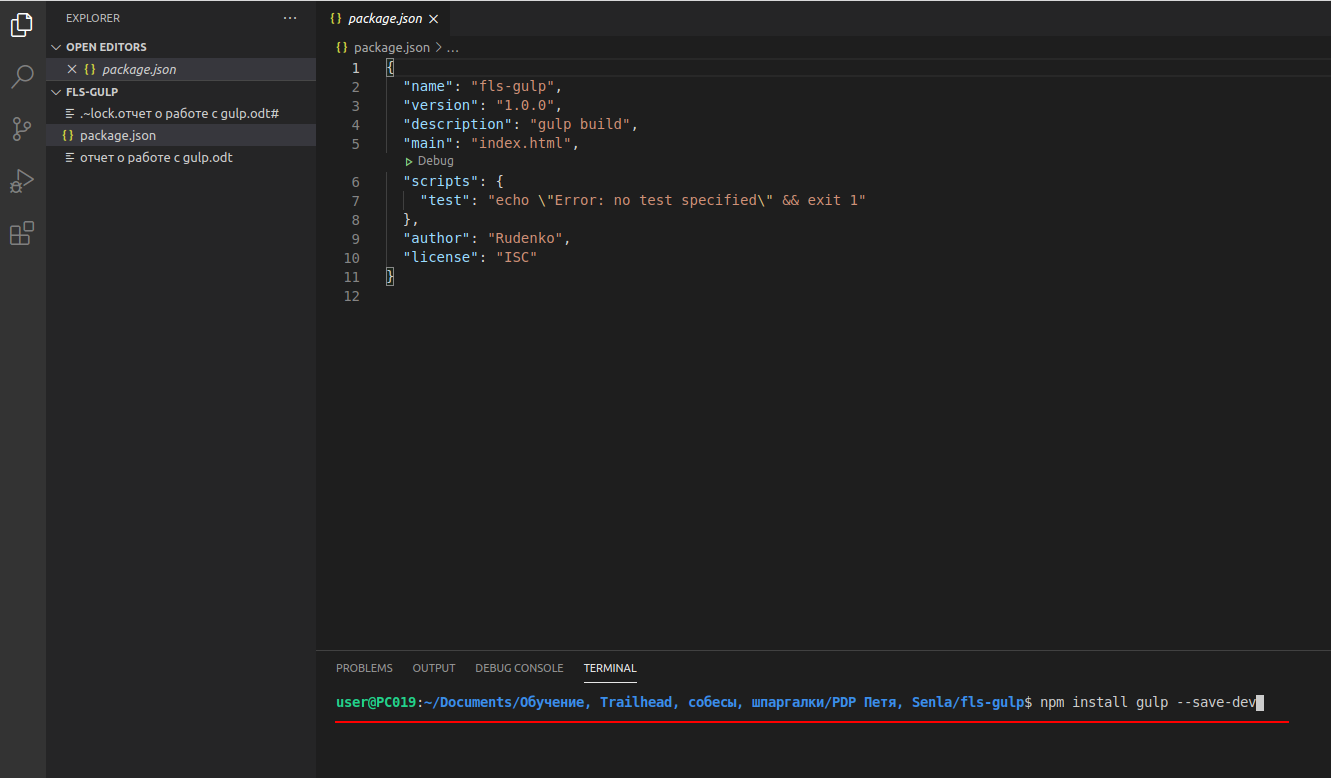 EXPLORER
OPEN EDITORS
package.json
FLS-GULP
.~lock.отчет о работе с gulp.odt#
package.json
отчет о работе с gulp.odt
package.json
package.json > ...
1 {
2 "name": "fls-gulp",
3 "version": "1.0.0",
4 "description": "gulp build",
5 "main": "index.html",
Debug
6 "scripts": {
7 "test": "echo \"Error: no test specified\" && exit 1"
8 },
9 "author": "Rudenko",
10 "license": "ISC"
11 }
12
PROBLEMS OUTPUT DEBUG CONSOLE TERMINAL
user@PC019:~/Documents/Обучение, Trailhead, собесы, шпаргалки/PDP Петя, Senla/fls-gulp$ npm install gulp --save-dev